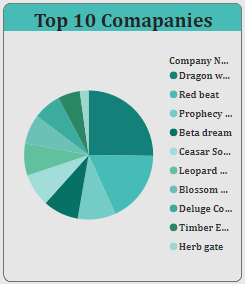 Top 10 Comapanies
Company N...
Dragon w...
Red beat
Prophecy ...
Beta dream
Ceasar So...
Leopard ...
Blossom ...
Deluge Co...
Timber E...
Herb gate